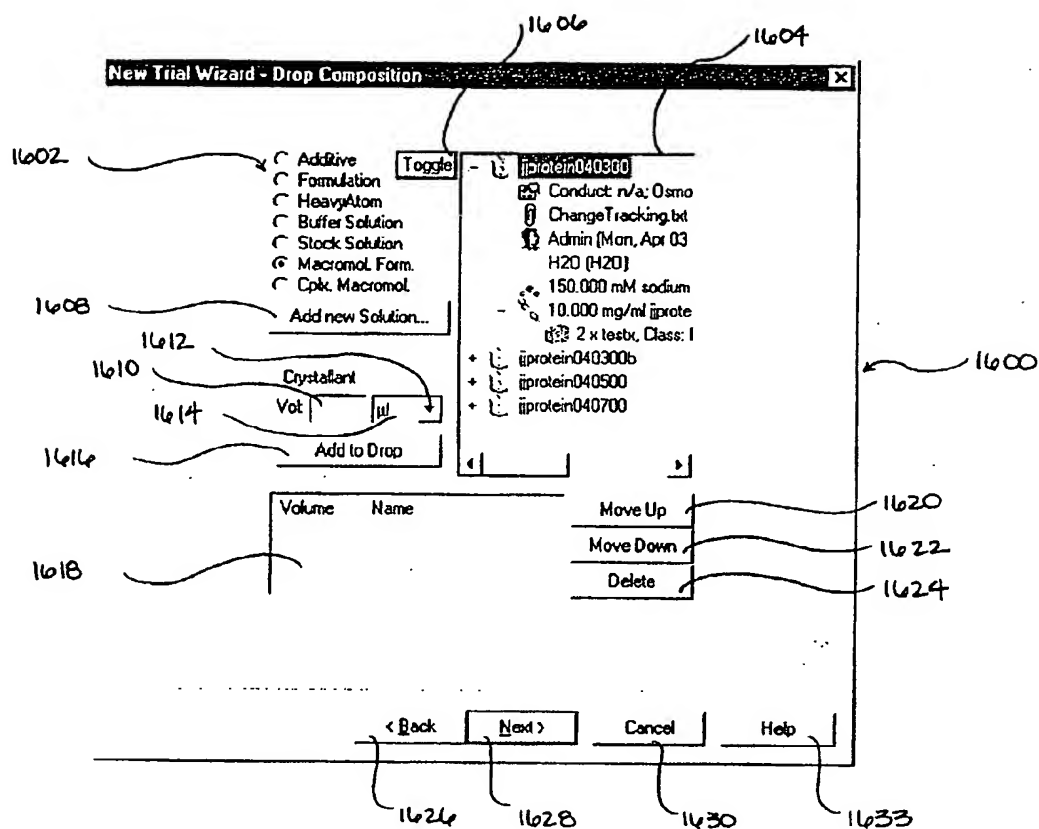 1606
1604
New Trial Wizard - Drop Composition
1602
Additive
Toggle
jjprotein040300
Formulation
Conduct: n/a; Osmo
HeavyAtom
ChangeTracking.txt
Buffer Solution
Admin (Mon, Apr 03
Stock Solution
H2O (H2O)
Macromol. Form.
150.000 mM sodium
Cplx. Macromol.
10.000 mg/ml jjprote
1608
Add new Solution...
2 x testx, Class: I
1612
jjprotein040300b
1600
1610
Crystallant
jjprotein040500
Vol: µl
jjprotein040700
1614
1616
Add to Drop
Volume Name
Move Up
1620
Move Down
1622
1618
Delete
1624
< Back Next > Cancel Help
1626 1628 1630 1633